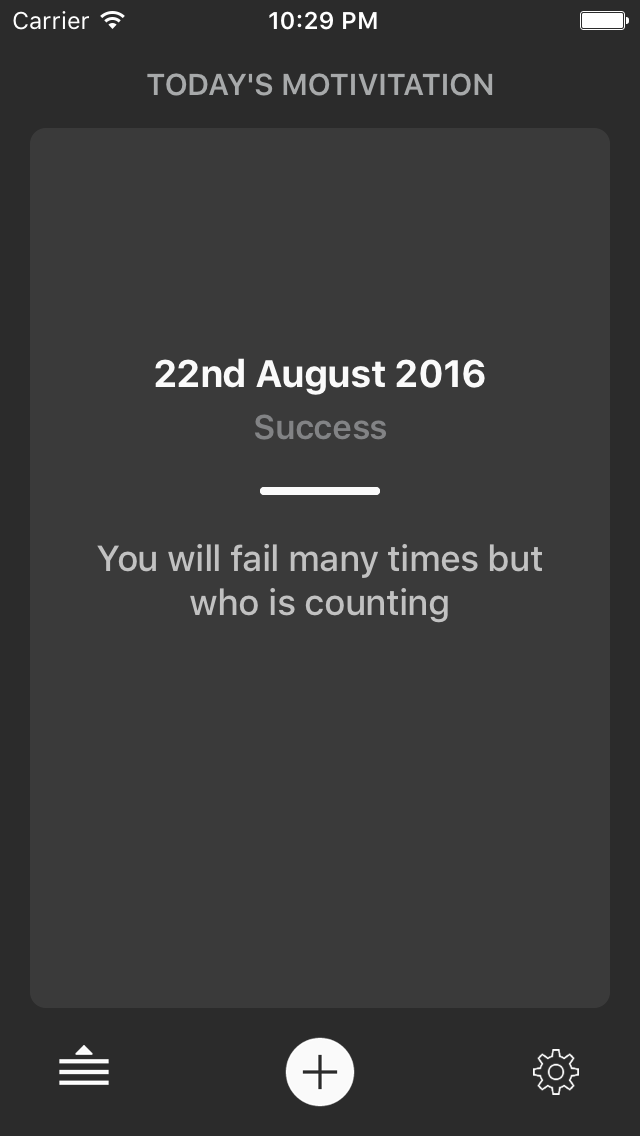 Carrier 10:29 PM
TODAY'S MOTIVITATION
22nd August 2016
Success
You will fail many times but
who is counting